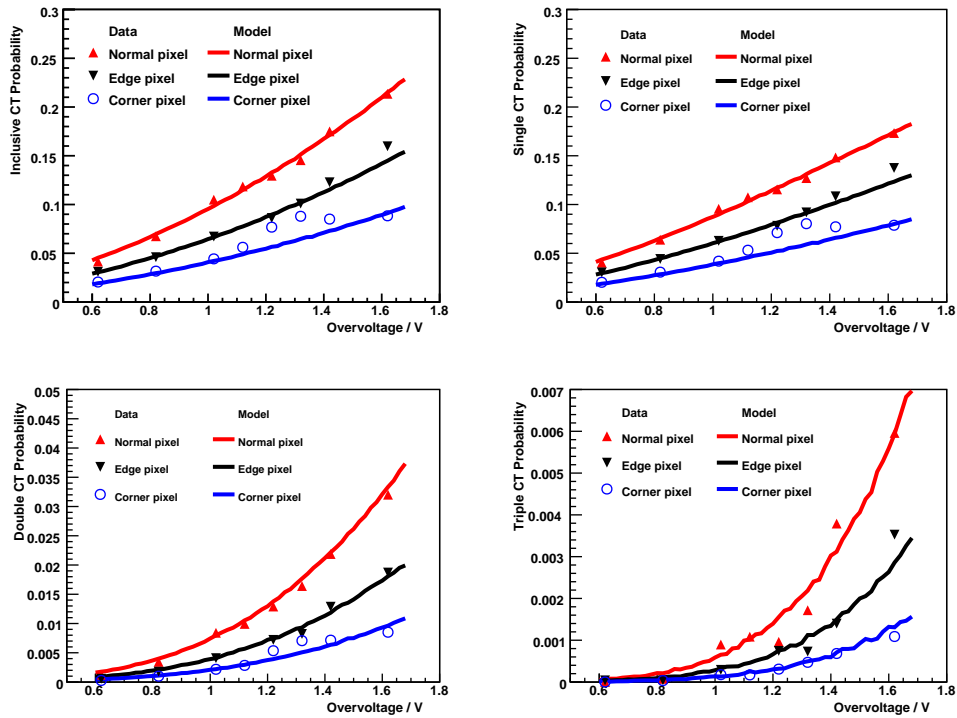 Inclusive CT Probability
0.3
0.25
0.2
0.15
0.1
0.05
0
Data Model
Normal pixel Normal pixel
Edge pixel Edge pixel
Corner pixel Corner pixel
0.6 0.8 1 1.2 1.4 1.6 1.8
Overvoltage / V
Single CT Probability
0.3
0.25
0.2
0.15
0.1
0.05
0
Data Model
Normal pixel Normal pixel
Edge pixel Edge pixel
Corner pixel Corner pixel
0.6 0.8 1 1.2 1.4 1.6 1.8
Overvoltage / V
Double CT Probability
0.05
0.045
0.04
0.035
0.03
0.025
0.02
0.015
0.01
0.005
0
Data Model
Normal pixel Normal pixel
Edge pixel Edge pixel
Corner pixel Corner pixel
0.6 0.8 1 1.2 1.4 1.6 1.8
Overvoltage / V
Triple CT Probability
0.007
0.006
0.005
0.004
0.003
0.002
0.001
0
Data Model
Normal pixel Normal pixel
Edge pixel Edge pixel
Corner pixel Corner pixel
0.6 0.8 1 1.2 1.4 1.6 1.8
Overvoltage / V